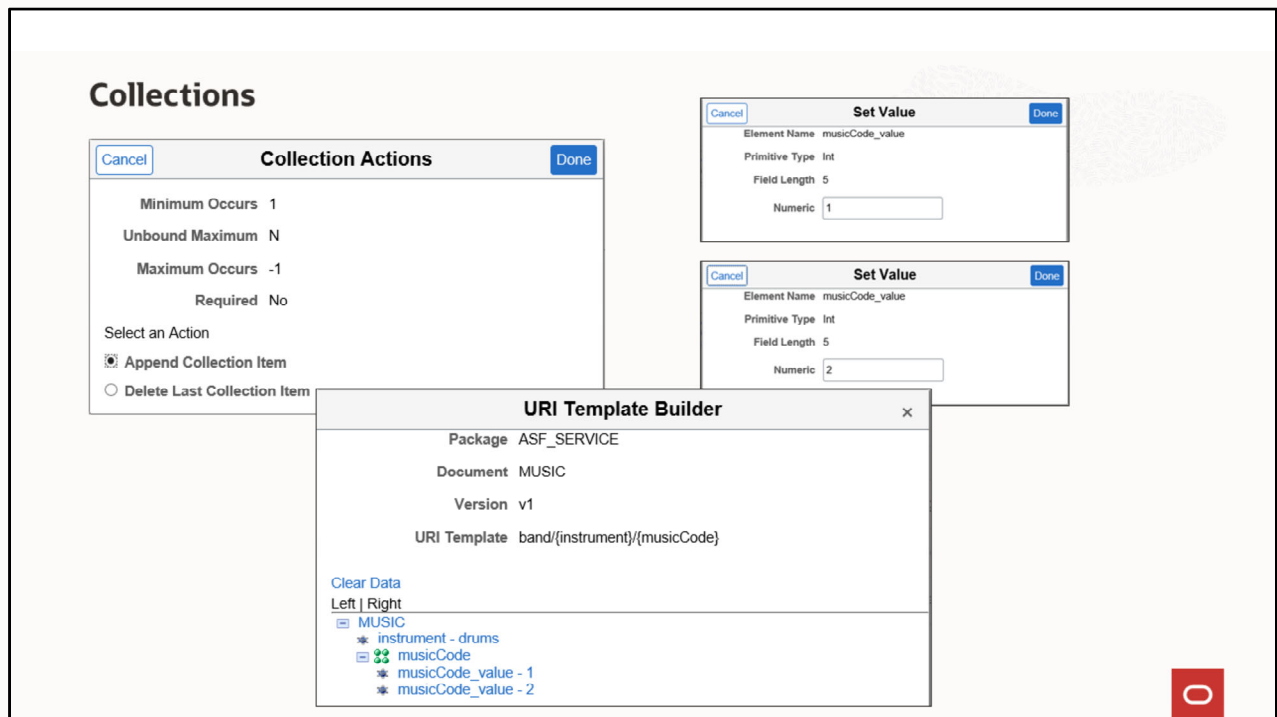 Collections
Cancel Collection Actions Done
Minimum Occurs 1
Unbound Maximum N
Maximum Occurs -1
Required No
Select an Action
Append Collection Item
Delete Last Collection Item
Cancel Set Value Done
Element Name musicCode_value
Primitive Type Int
Field Length 5
Numeric 1
Cancel Set Value Done
Element Name musicCode_value
Primitive Type Int
Field Length 5
Numeric 2
URI Template Builder ×
Package ASF_SERVICE
Document MUSIC
Version v1
URI Template band/{instrument}/{musicCode}
Clear Data
Left | Right
MUSIC
instrument - drums
musicCode
musicCode_value - 1
musicCode_value - 2